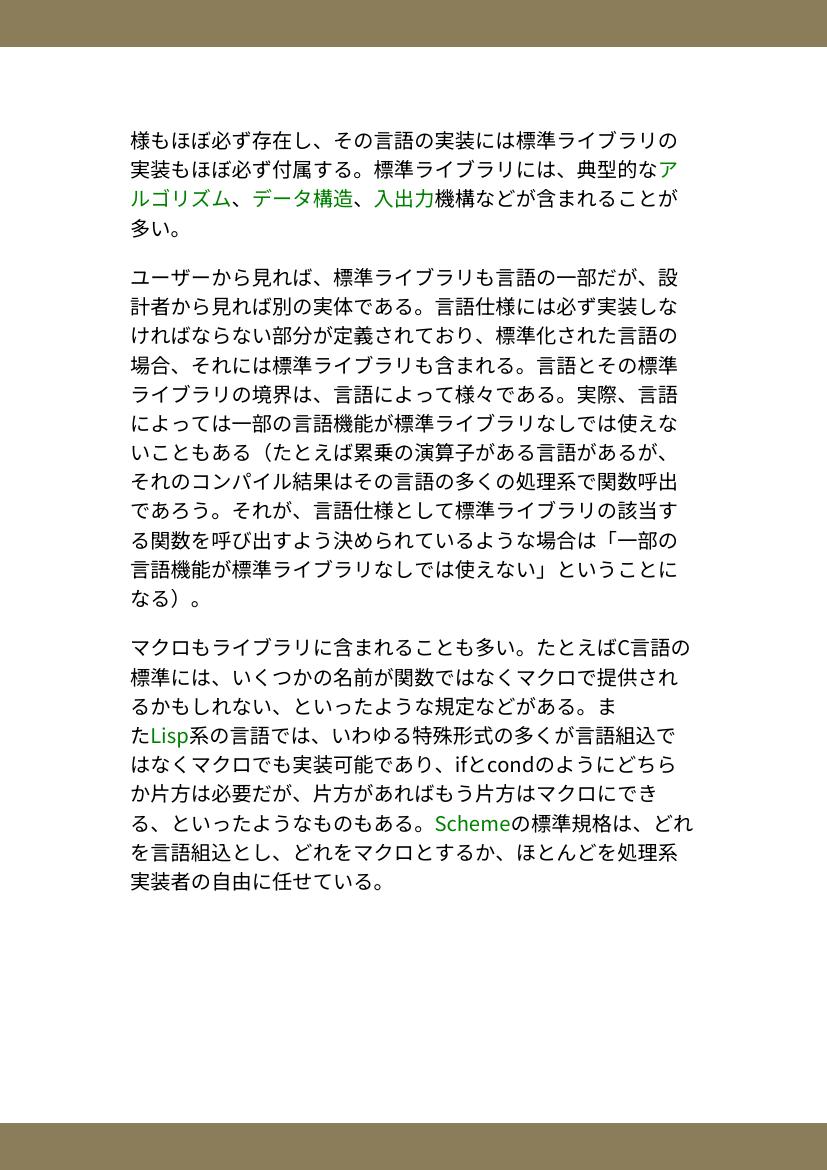 様もほぼ必ず存在し、その言語の実装には標準ライブラリの
実装もほぼ必ず付属する。標準ライブラリには、典型的なア
ルゴリズム、データ構造、入出力機構などが含まれることが
多い。
ユーザーから見れば、標準ライブラリも言語の一部だが、設
計者から見れば別の実体である。言語仕様には必ず実装しな
ければならない部分が定義されており、標準化された言語の
場合、それには標準ライブラリも含まれる。言語とその標準
ライブラリの境界は、言語によって様々である。実際、言語
によっては一部の言語機能が標準ライブラリなしでは使えな
いこともある（たとえば累乗の演算子がある言語があるが、
それのコンパイル結果はその言語の多くの処理系で関数呼出
であろう。それが、言語仕様として標準ライブラリの該当す
る関数を呼び出すよう決められているような場合は「一部の
言語機能が標準ライブラリなしでは使えない」ということに
なる）。
マクロもライブラリに含まれることも多い。たとえばC言語の
標準には、いくつかの名前が関数ではなくマクロで提供され
るかもしれない、といったような規定などがある。ま
たLisp系の言語では、いわゆる特殊形式の多くが言語組込で
はなくマクロでも実装可能であり、ifとcondのようにどちら
か片方は必要だが、片方があればもう片方はマクロにでき
る、といったようなものもある。Schemeの標準規格は、どれ
を言語組込とし、どれをマクロとするか、ほとんどを処理系
実装者の自由に任せている。